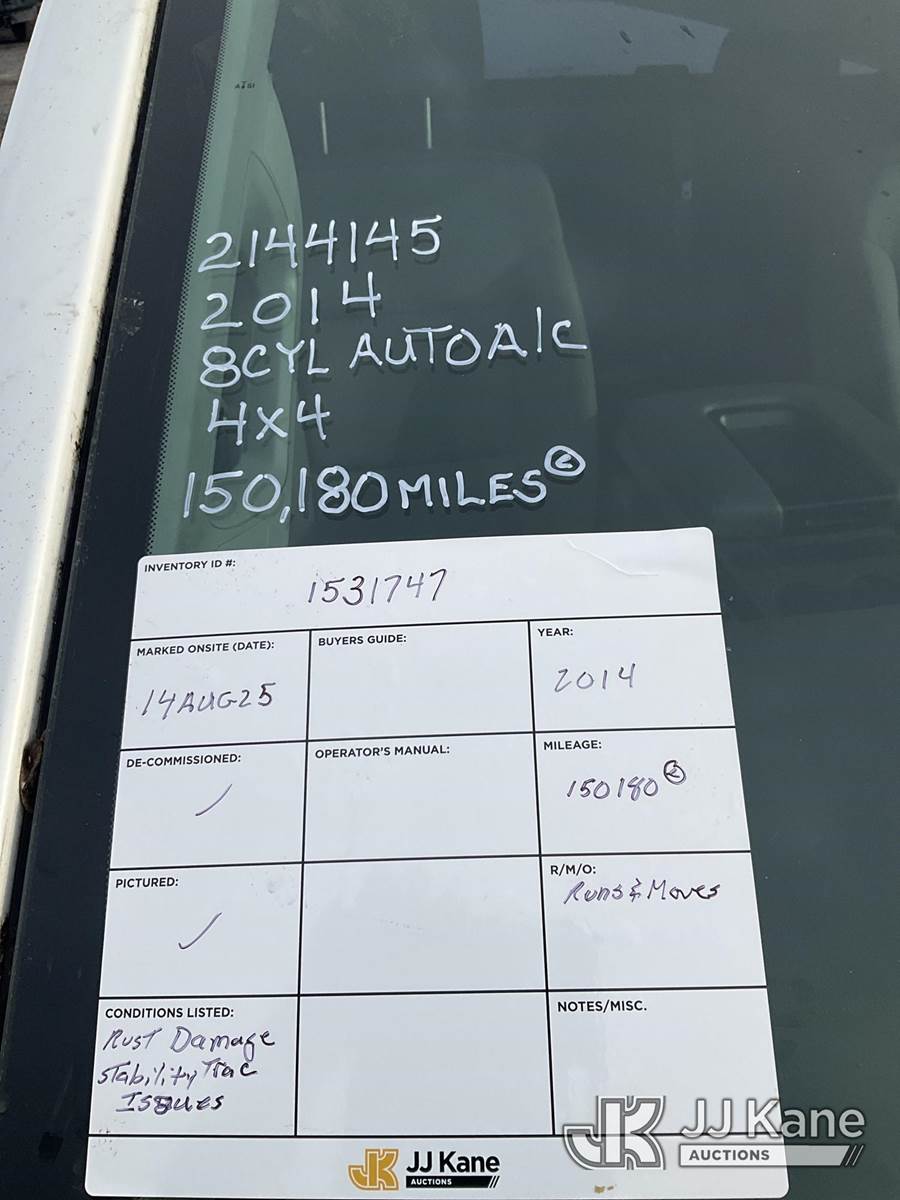 2144145
2014
8CYL AUTO A/C
4x4
150,180 MILES
INVENTORY ID #:
1531747
MARKED ONSITE (DATE):
14AUG25
BUYERS GUIDE:
YEAR:
2014
DE-COMMISSIONED:
OPERATOR'S MANUAL:
MILEAGE:
150180
PICTURED:
R/M/O:
Runs & Moves
CONDITIONS LISTED:
Rust Damage
Stability Trac
Issues
NOTES/MISC.
JJ Kane
AUCTIONS
JJ Kane
AUCTIONS